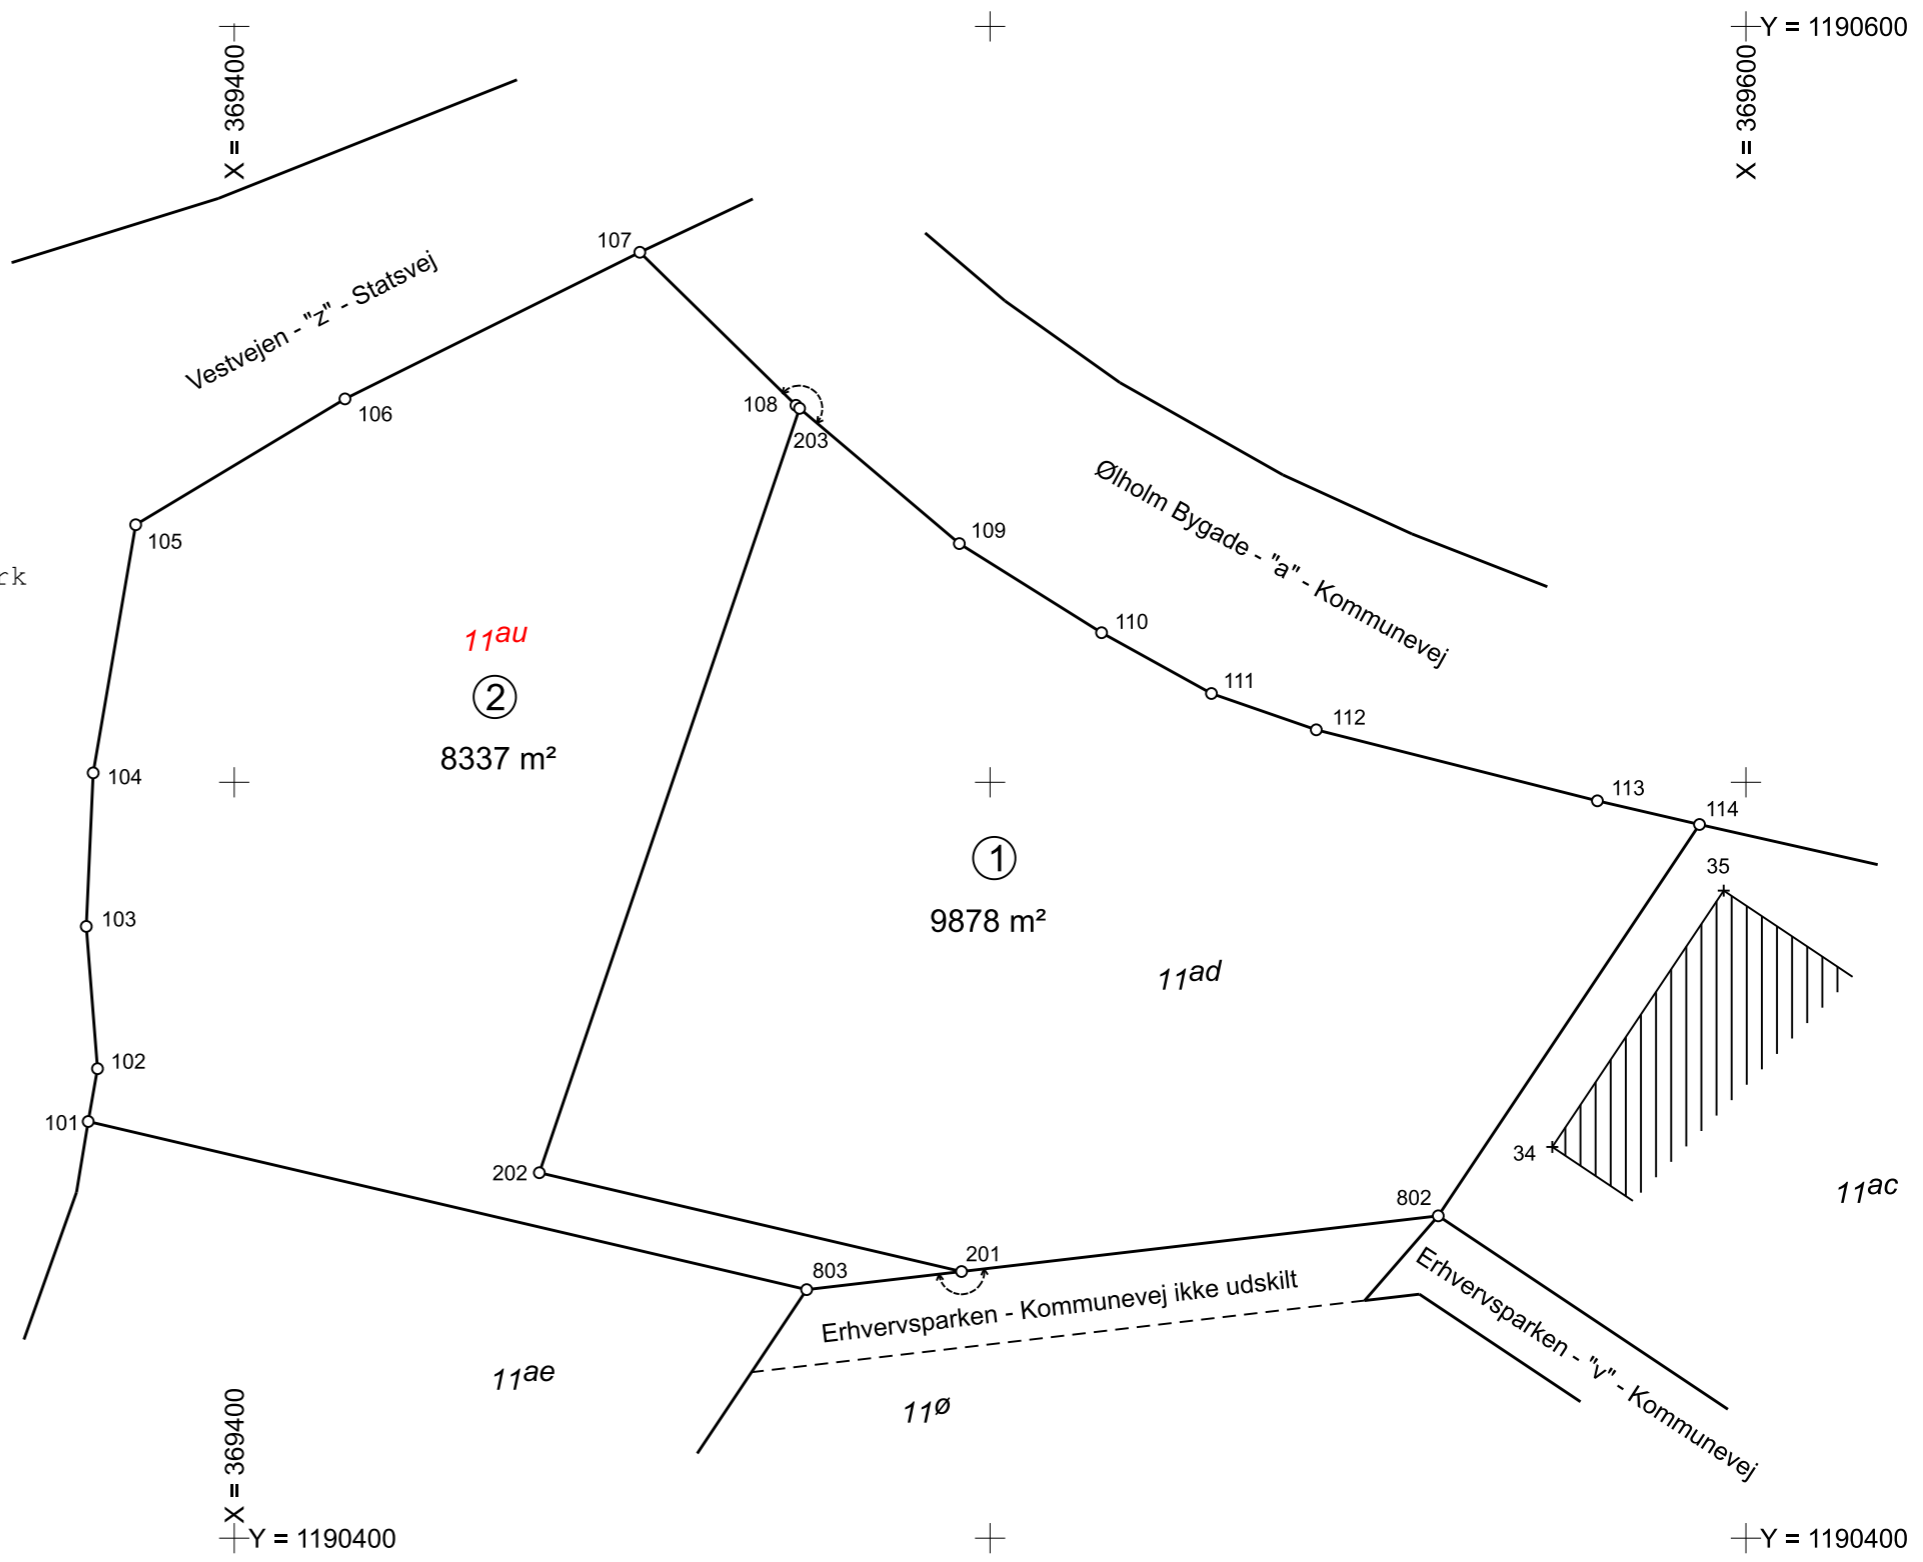 Y = 1190600
X = 369400
X = 369600
107
Vestvejen - "z" - Statsvej
106
108
203
105
109
Ølholm Bygade - "a" - Kommunevej
rk
110
11au
111
2
112
8337 m²
104
113
114
1
35
103
9878 m²
11ad
102
101
34
202
802
11ac
201
803
Erhvervsparken - Kommunevej ikke udskilt
Erhvervsparken - "v" - Kommunevej
11ae
11ø
X = 369400
Y = 1190400
Y = 1190400